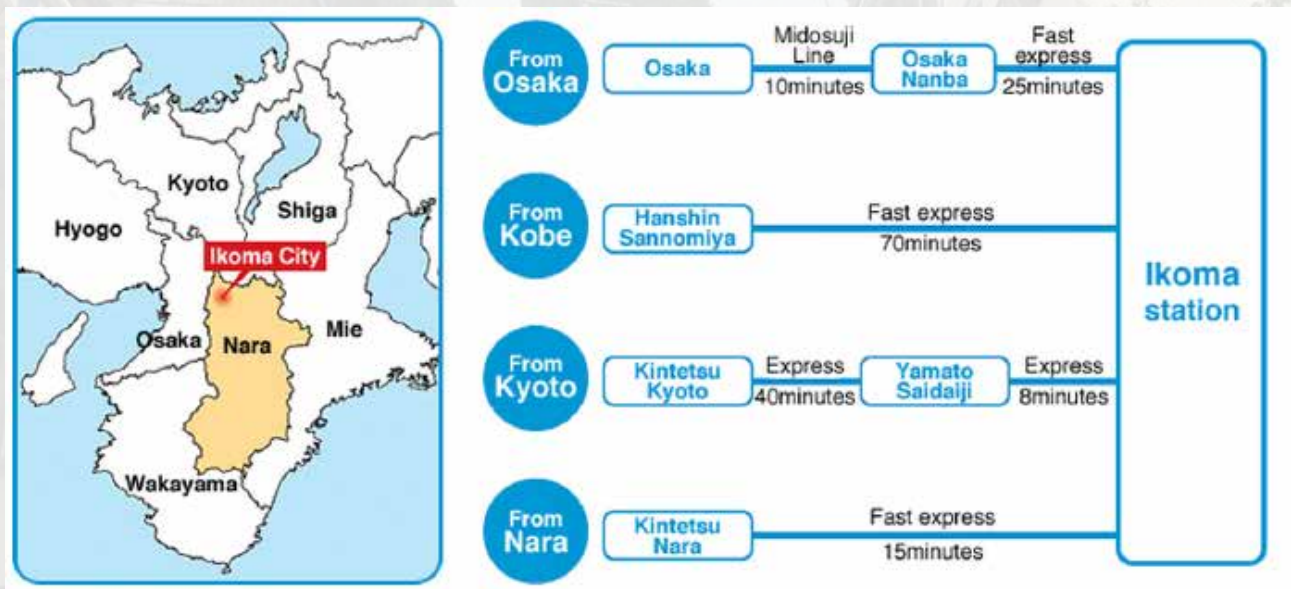 Kyoto
Shiga
Hyogo
Ikoma City
Osaka
Nara
Mie
Wakayama
From
Osaka
Osaka
Midosuji
Line
10minutes
Osaka
Nanba
Fast
express
25minutes
From
Kobe
Hanshin
Sannomiya
Fast express
70minutes
From
Kyoto
Kintetsu
Kyoto
Express
40minutes
Yamato
Saidaiji
Express
8minutes
From
Nara
Kintetsu
Nara
Fast express
15minutes
Ikoma
station